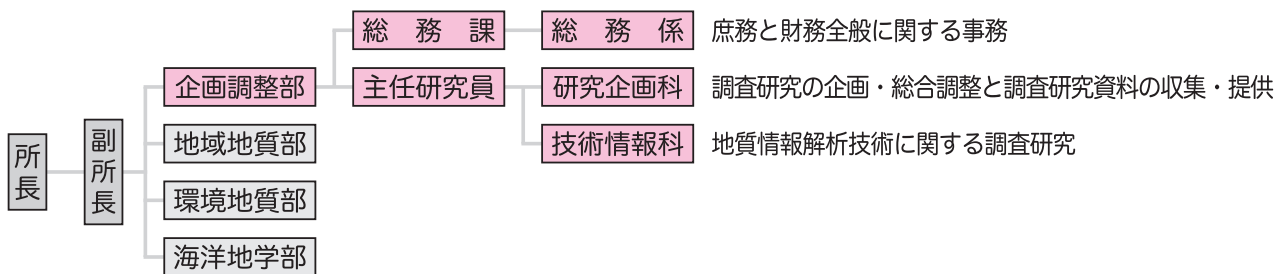 総務課 総務係 庶務と財務全般に関する事務
企画調整部 主任研究員 研究企画科 調査研究の企画・総合調整と調査研究資料の収集・提供
所長 副所長 地域地質部 技術情報科 地質情報解析技術に関する調査研究
環境地質部
海洋地学部